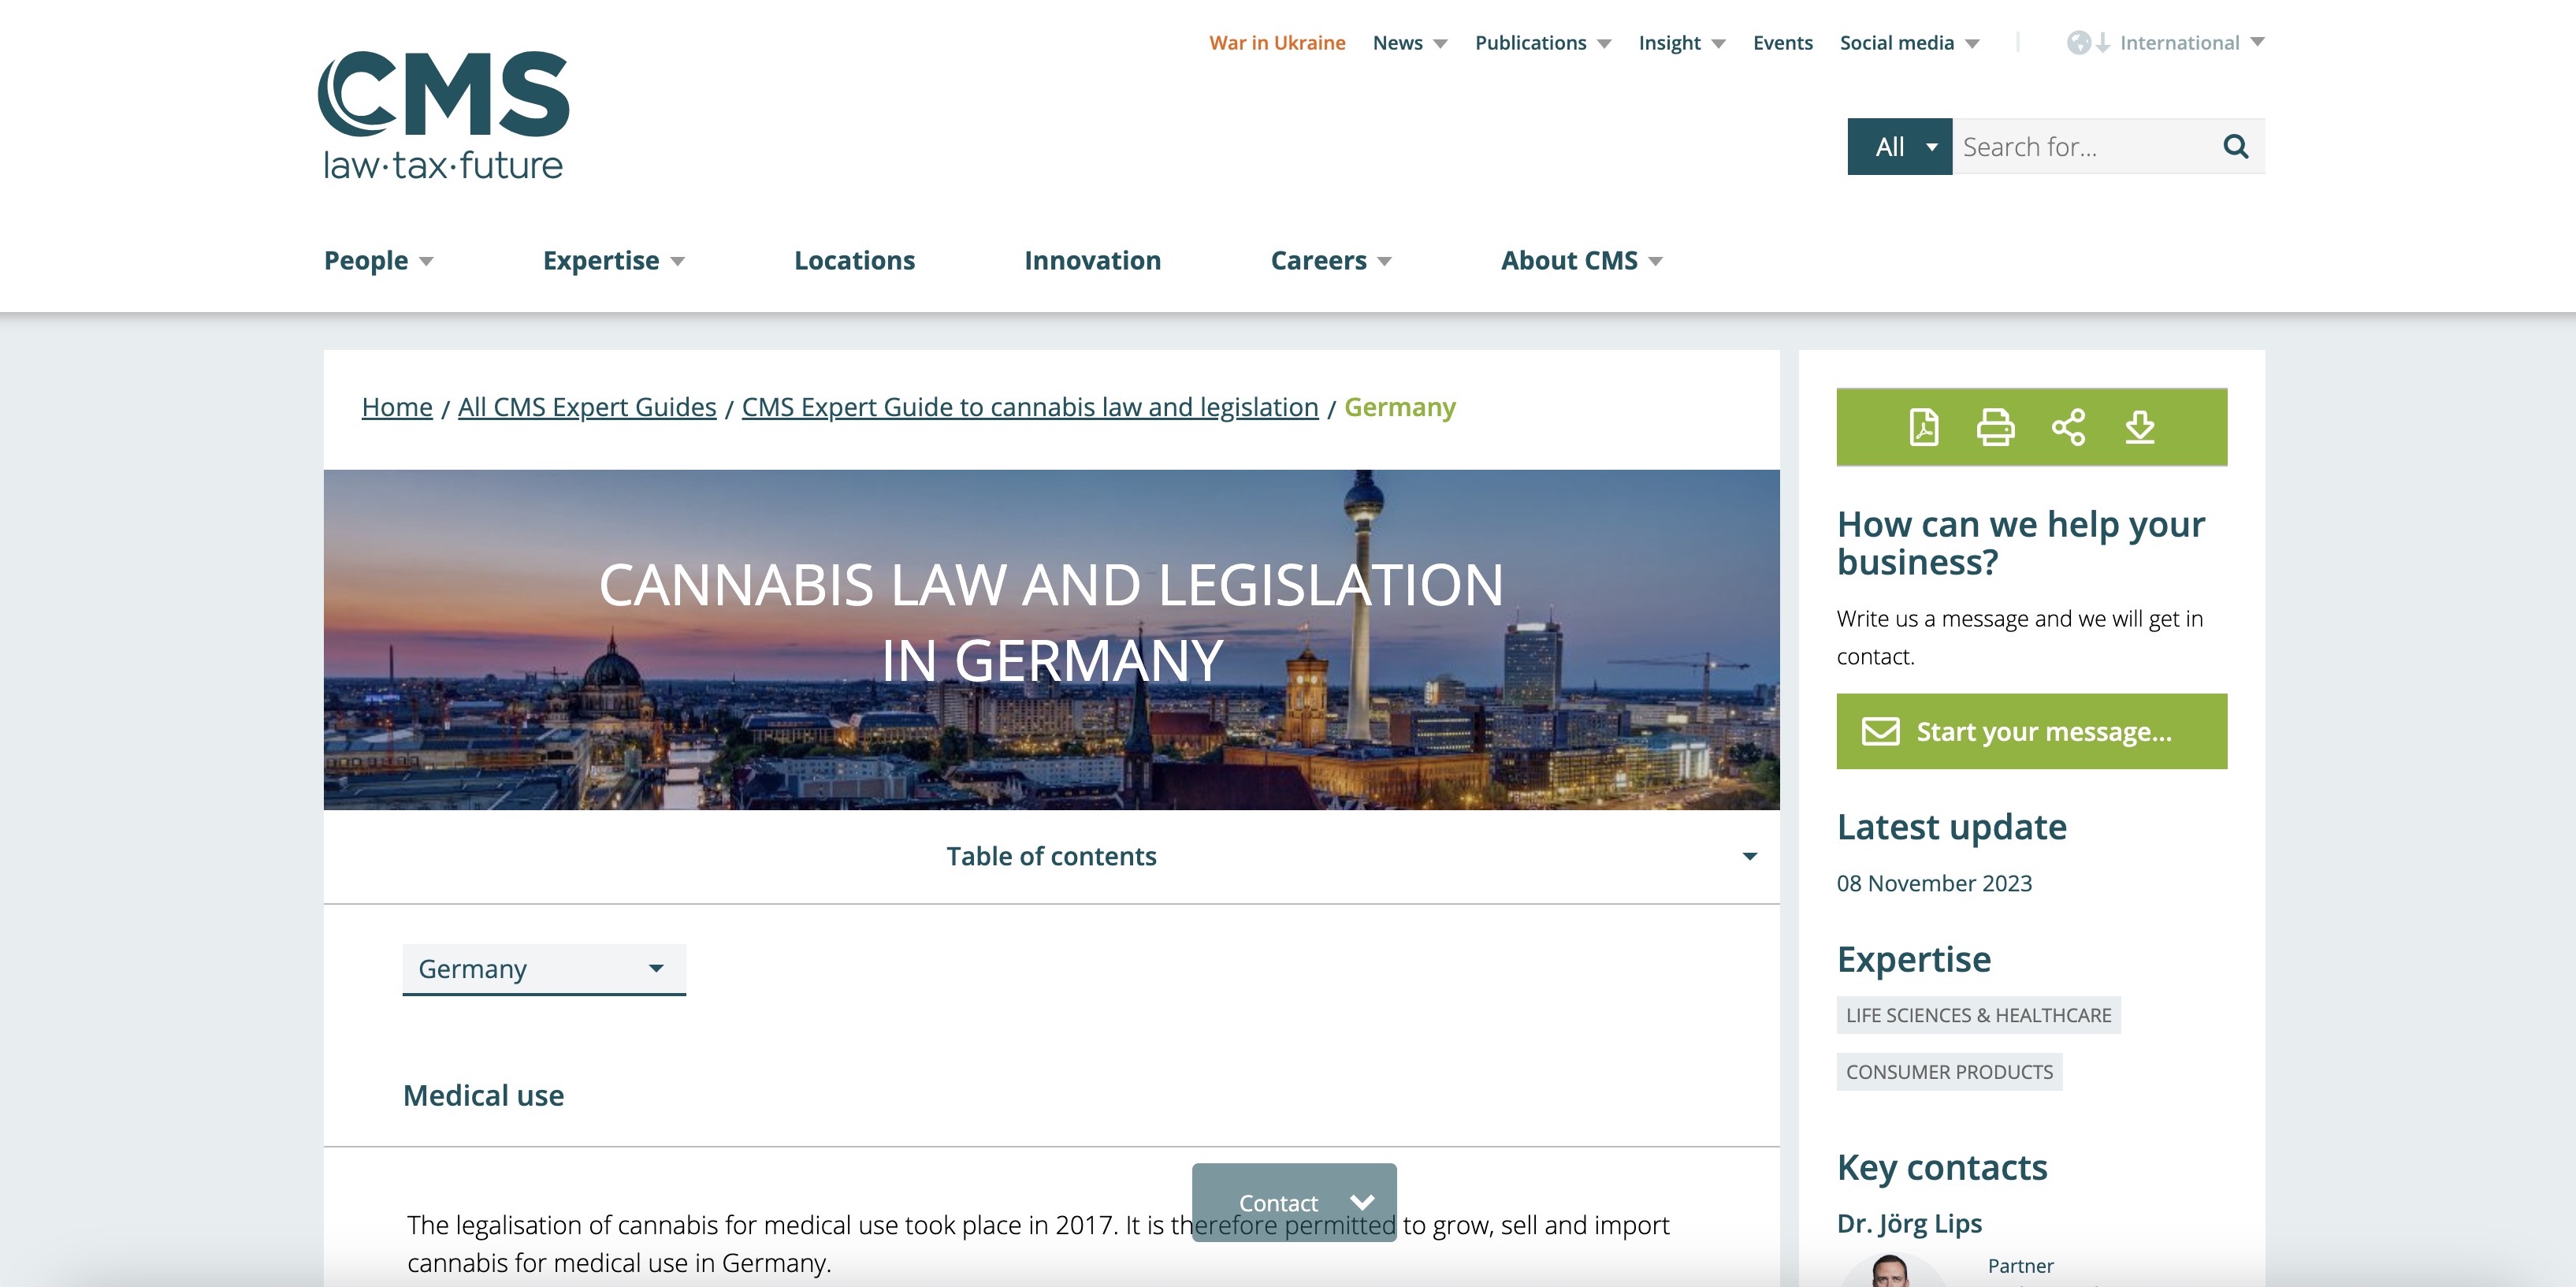 War in Ukraine News Publications Insight Events Social media International
CMS
law·tax·future
All Search for...
People Expertise Locations Innovation Careers About CMS
Home / All CMS Expert Guides / CMS Expert Guide to cannabis law and legislation / Germany
CANNABIS LAW AND LEGISLATION
IN GERMANY
Table of contents
Germany
Medical use
The legalisation of cannabis for medical use took place in 2017. It is therefore permitted to grow, sell and import
cannabis for medical use in Germany.
Contact
How can we help your
business?
Write us a message and we will get in
contact.
Start your message...
Latest update
08 November 2023
Expertise
LIFE SCIENCES & HEALTHCARE
CONSUMER PRODUCTS
Key contacts
Dr. Jörg Lips
Partner